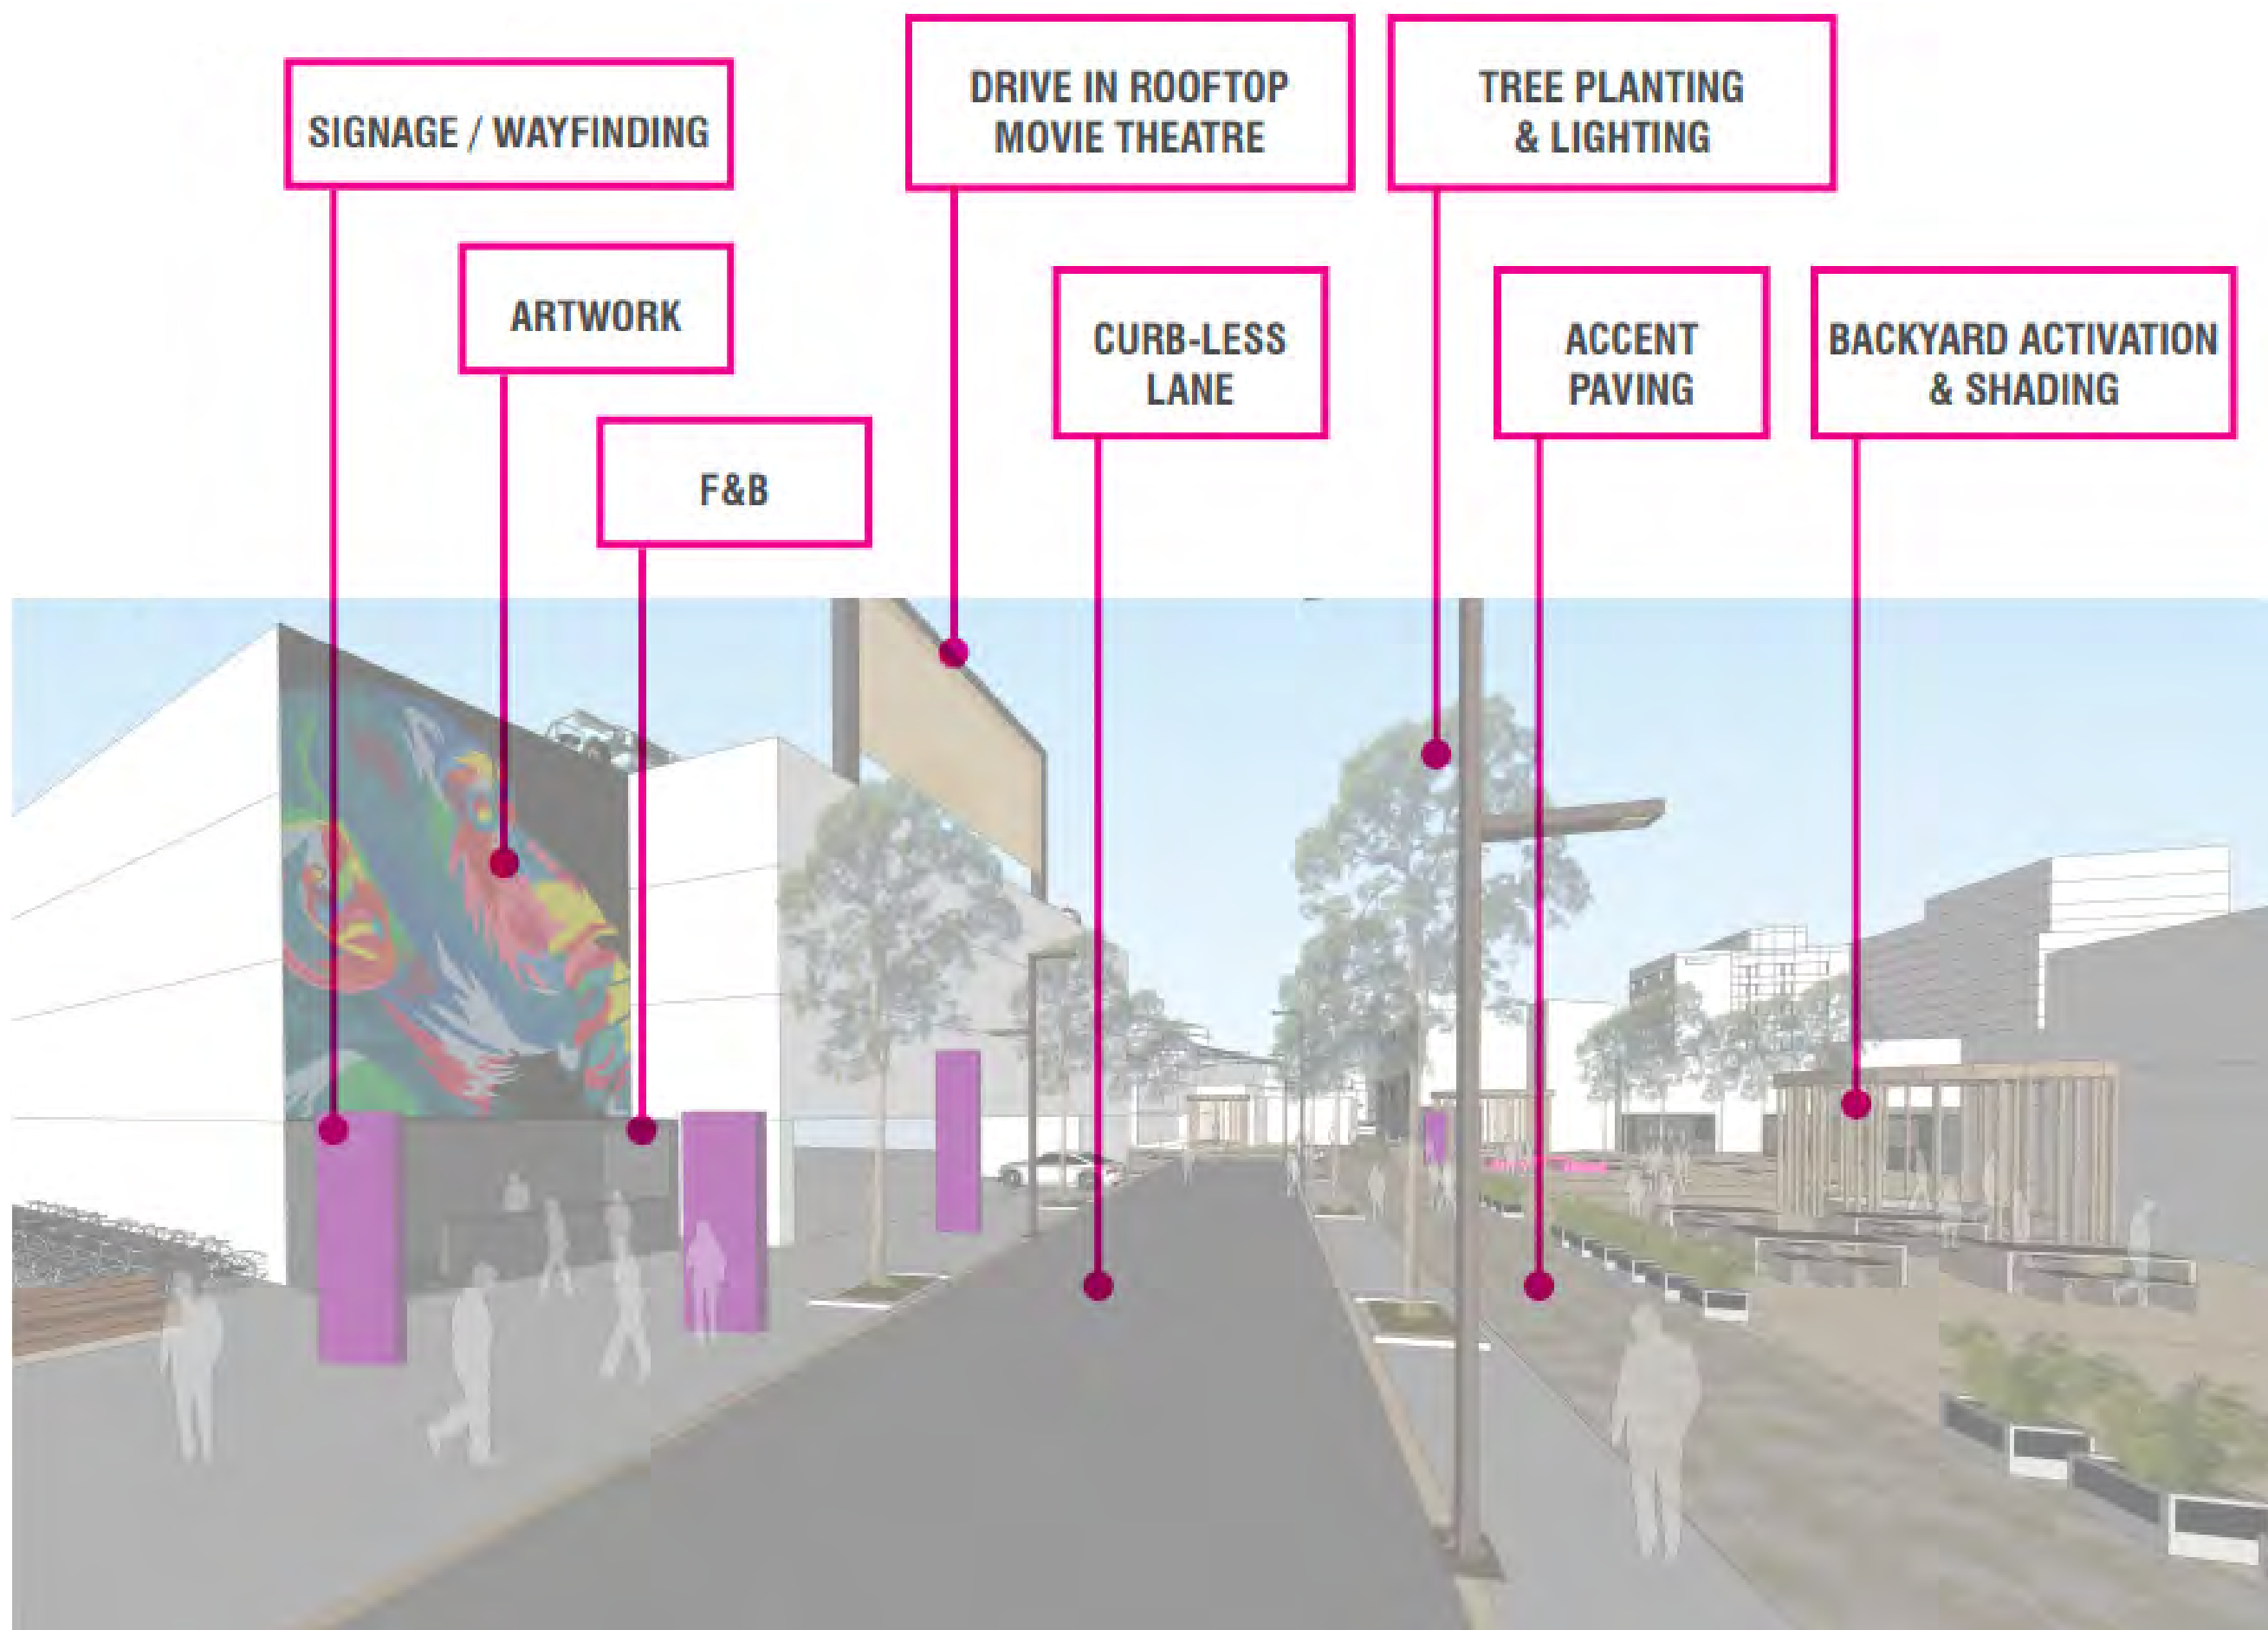 SIGNAGE / WAYFINDING
DRIVE IN ROOFTOP
MOVIE THEATRE
TREE PLANTING
& LIGHTING
ARTWORK
CURB-LESS
LANE
ACCENT
PAVING
BACKYARD ACTIVATION
& SHADING
F&B